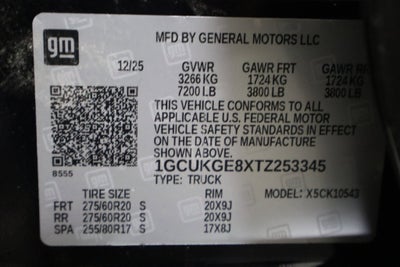 gm
MFD BY GENERAL MOTORS LLC
12/25 GVWR GAWR FRT GAWR RR
3266 KG 1724 KG 1724 KG
7200 LB 3800 LB 3800 LB
THIS VEHICLE CONFORMS TO ALL
APPLICABLE U.S. FEDERAL MOTOR
VEHICLE SAFETY STANDARDS IN EFFECT
ON THE DATE OF MANUFACTURE SHOWN
ABOVE.
8555
1GCUKGE8XTZ253345
TYPE: TRUCK
TIRE SIZE RIM MODEL: X5CK10543
FRT 275/60R20 S 20X9J
RR 275/60R20 S 20X9J
SPA 255/80R17 S 17X8J